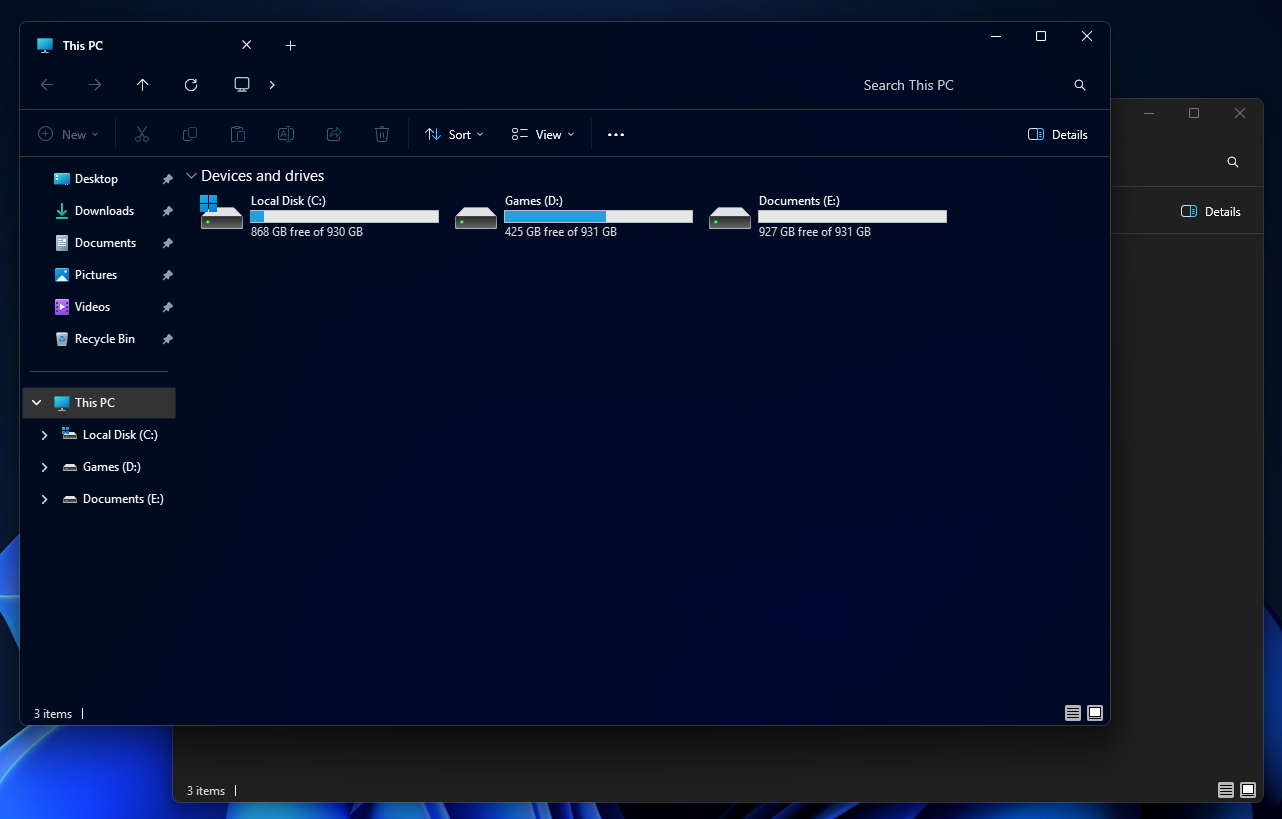 This PC
Search This PC
New
Sort
View
Details
Desktop
Downloads
Documents
Pictures
Videos
Recycle Bin
This PC
Local Disk (C:)
Games (D:)
Documents (E:)
Devices and drives
Local Disk (C:)
868 GB free of 930 GB
Games (D:)
425 GB free of 931 GB
Documents (E:)
927 GB free of 931 GB
3 items
Details
3 items